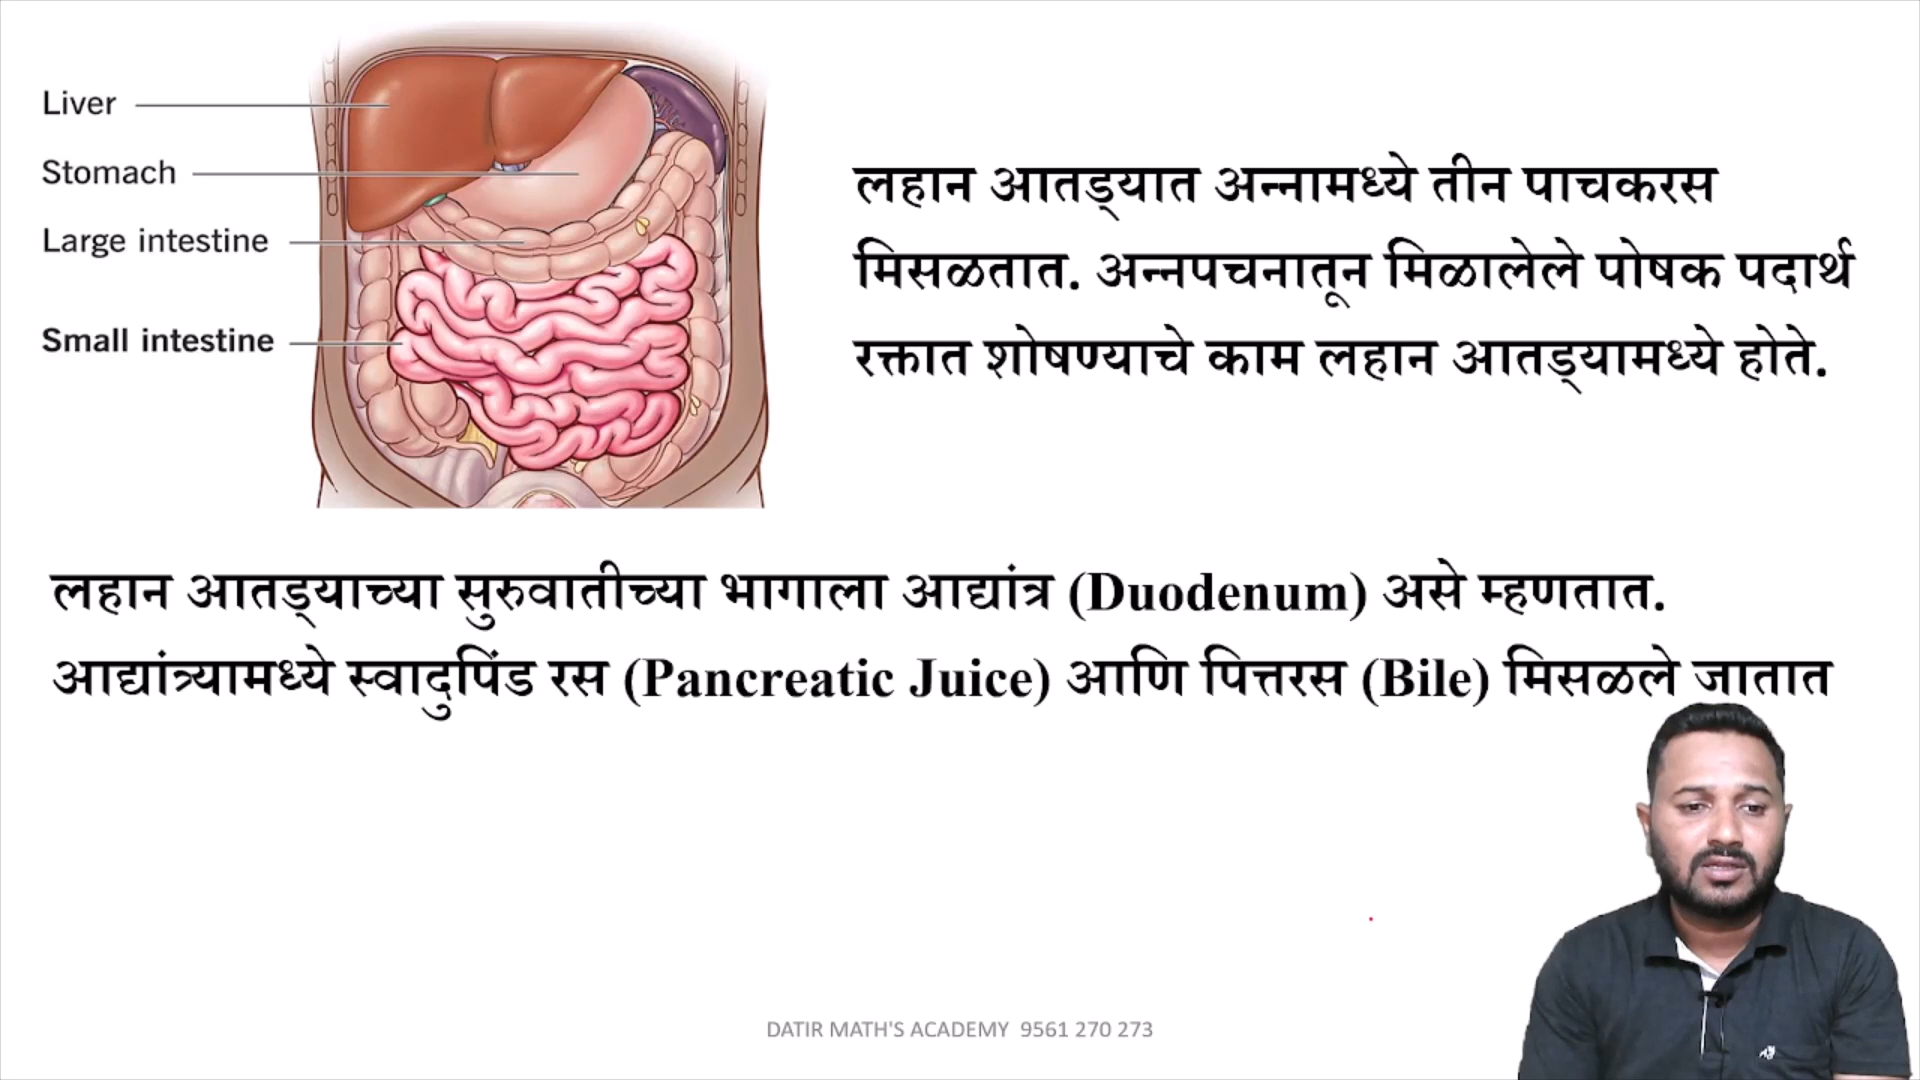 Liver
Stomach
Large intestine
Small intestine
लहान आतड्यात अन्नामध्ये तीन पाचकरस
मिसळतात. अन्नपचनातून मिळालेले पोषक पदार्थ
रक्तात शोषण्याचे काम लहान आतड्यामध्ये होते.
लहान आतड्याच्या सुरुवातीच्या भागाला आद्यांत्र (Duodenum) असे म्हणतात.
आद्यांत्र्यामध्ये स्वादुपिंड रस (Pancreatic Juice) आणि पित्तरस (Bile) मिसळले जातात
DATIR MATH'S ACADEMY 9561 270 273